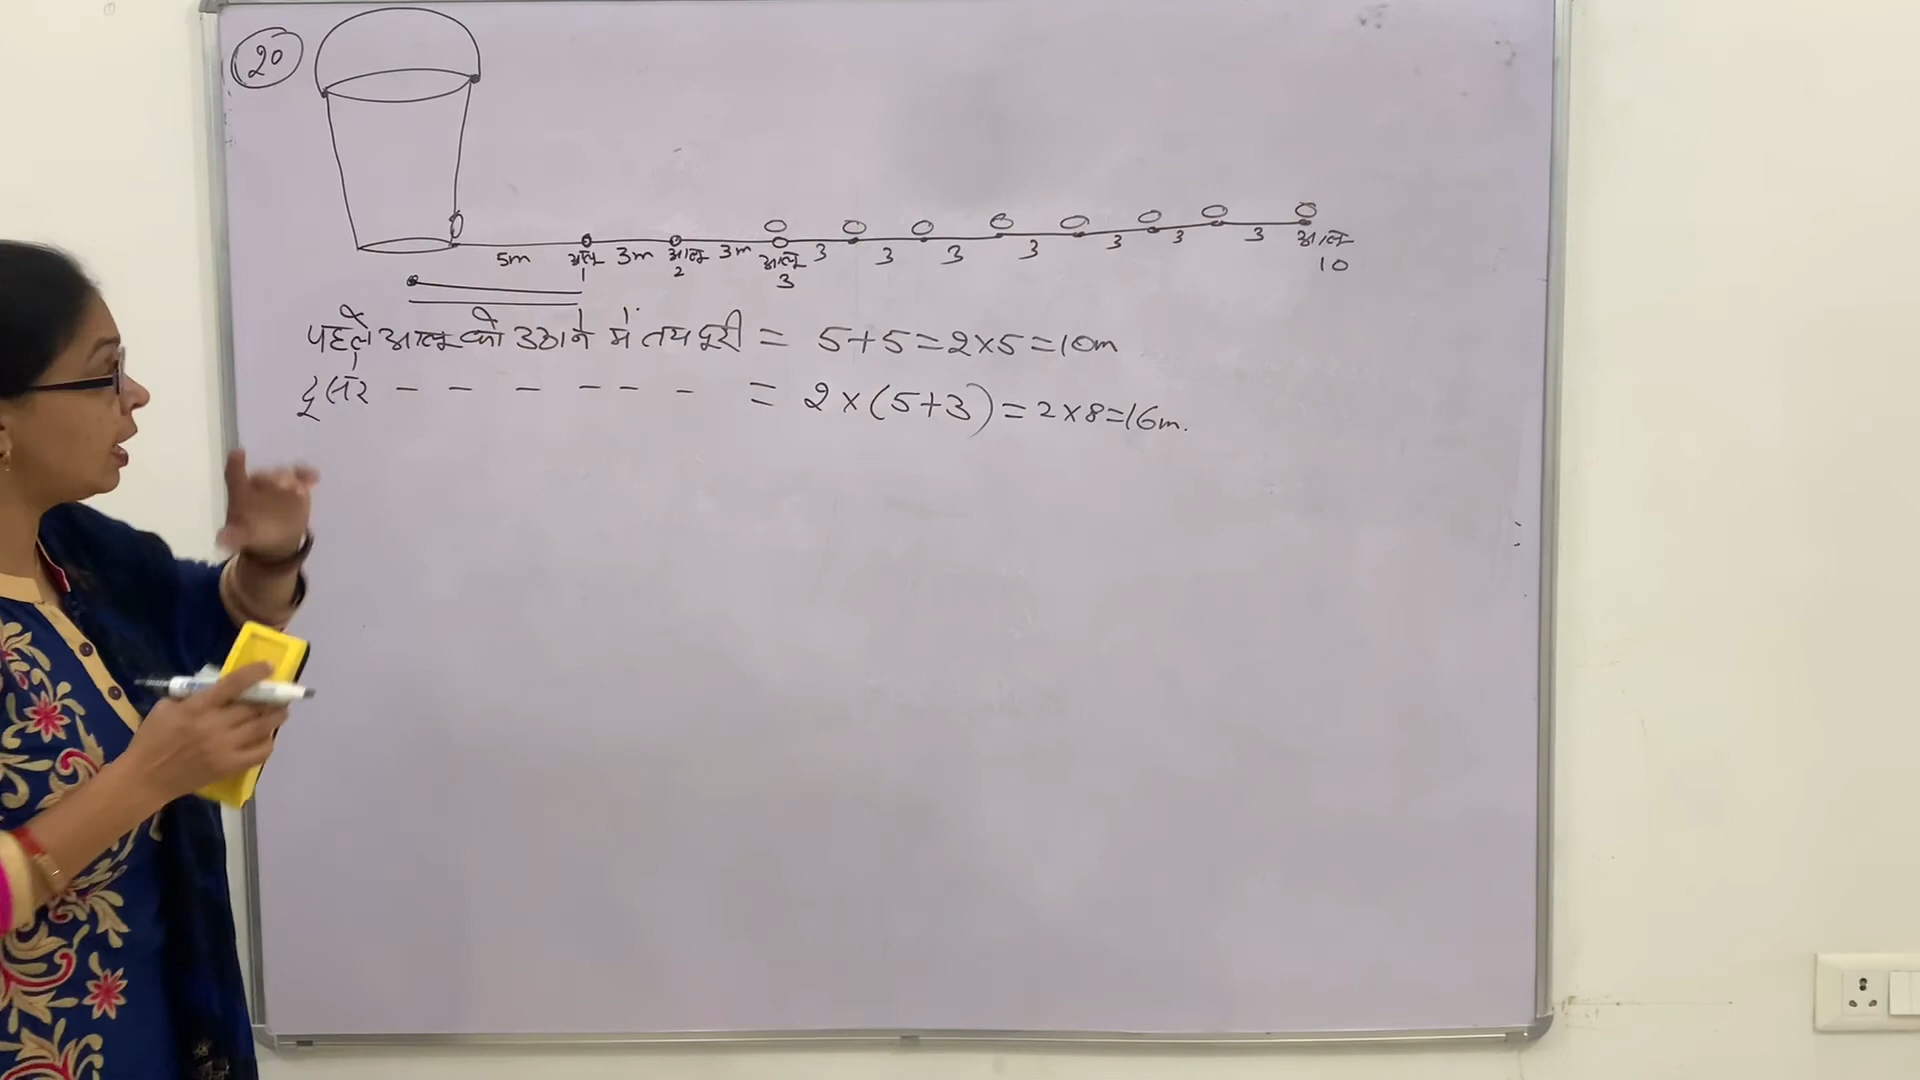 20
5m आलू 1 3m आलू 2 3m आलू 3 3 3 3 3 3 3 3 आलू 10
पहले आलू को उठाने में तय दूरी = 5+5=2×5=10m
दूसरे - - - - - - = 2×(5+3)=2×8=16m.